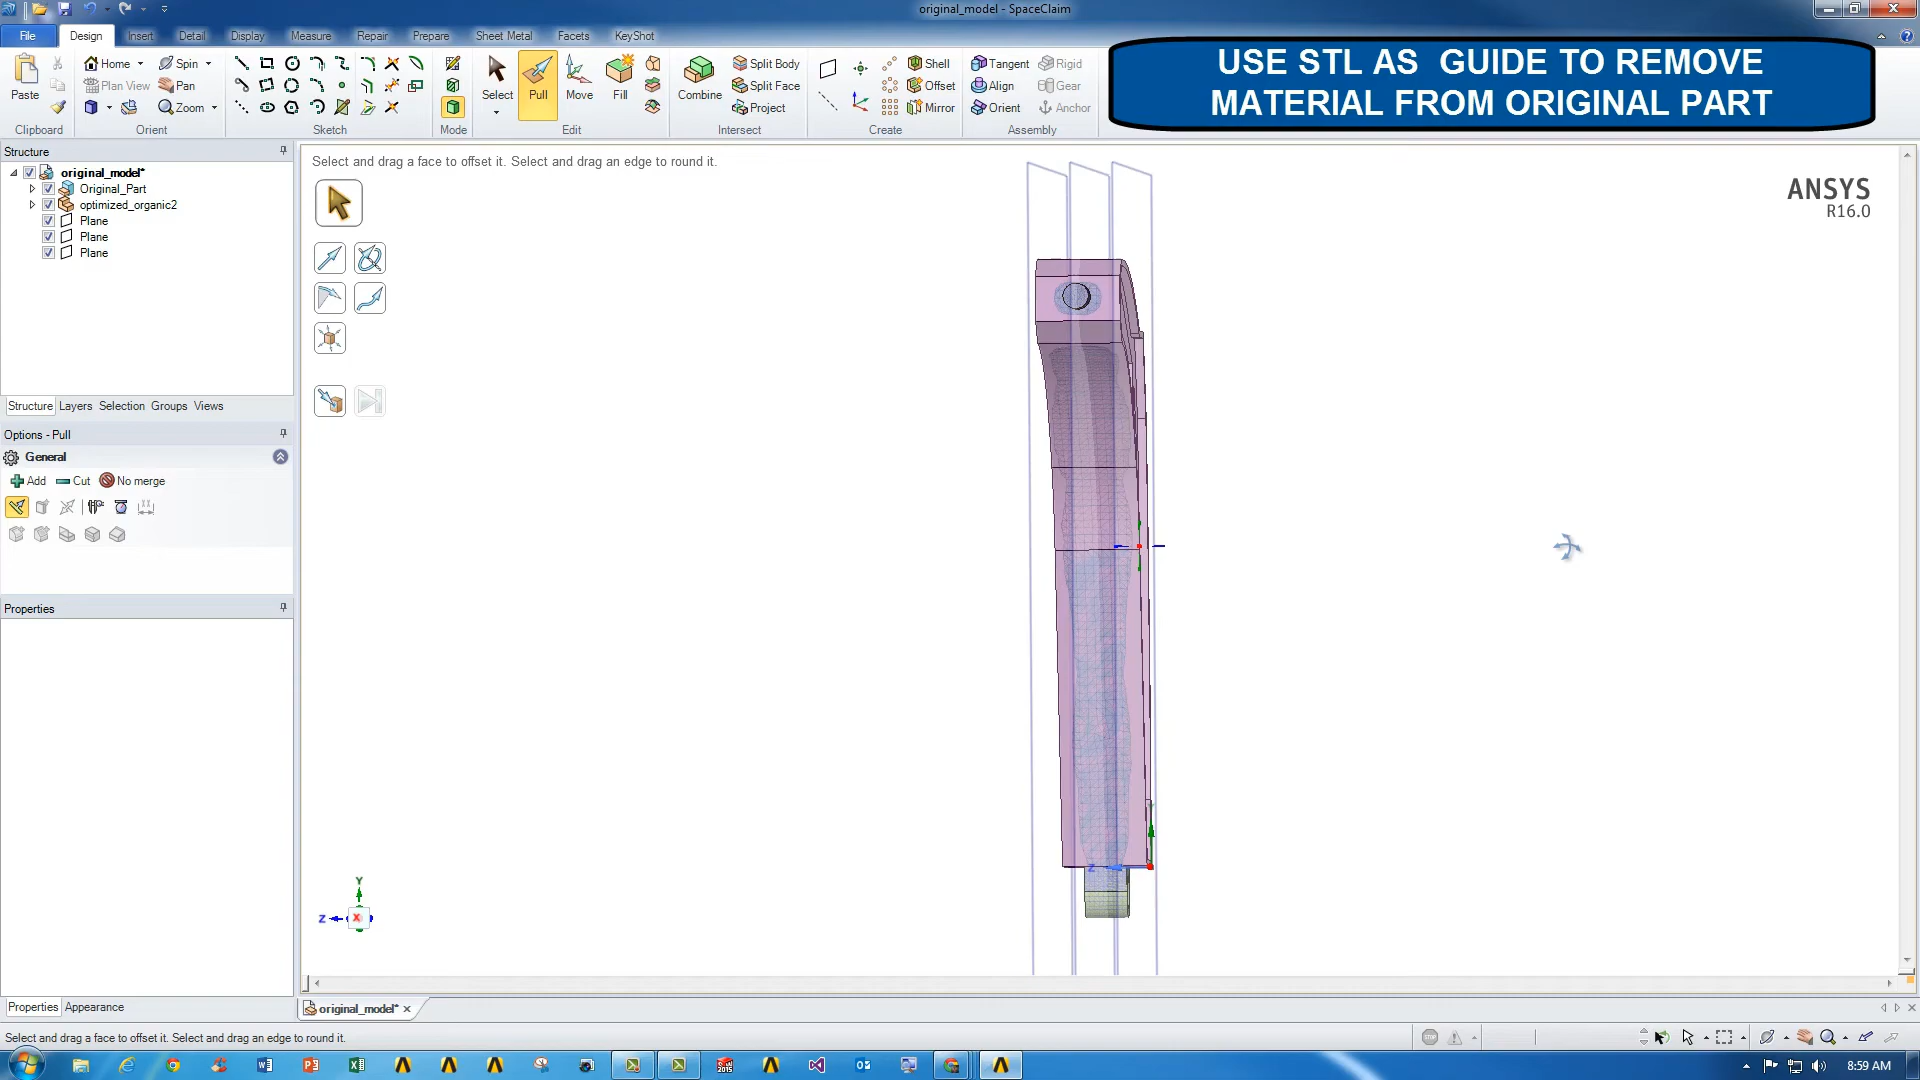 original_model - SpaceClaim
File Design Insert Detail Display Measure Repair Prepare Sheet Metal Facets KeyShot
USE STL AS GUIDE TO REMOVE
MATERIAL FROM ORIGINAL PART
Paste
Home Spin
Plan View Pan
Zoom
Select Pull Move Fill
Combine
Split Body
Split Face
Project
Shell
Offset
Mirror
Tangent Rigid
Align Gear
Orient Anchor
Clipboard Orient Sketch Mode Edit Intersect Create Assembly
Structure
original_model*
Original_Part
optimized_organic2
Plane
Plane
Plane
Structure Layers Selection Groups Views
Options - Pull
General
Add Cut No merge
Properties
Properties Appearance
Select and drag a face to offset it. Select and drag an edge to round it.
ANSYS
R16.0
Z
Y
Z X
original_model*
Select and drag a face to offset it. Select and drag an edge to round it.
2015
8:59 AM